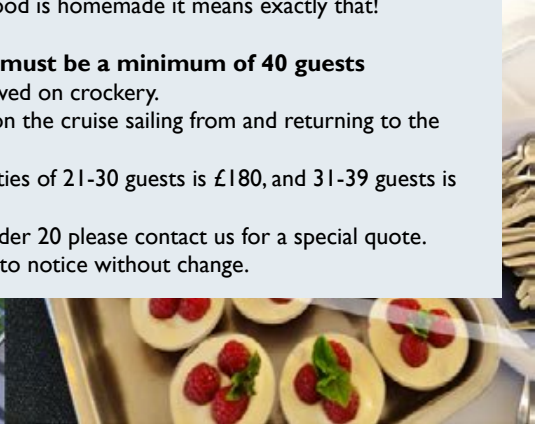 ood is homemade it means exactly that!
must be a minimum of 40 guests
ved on crockery.
on the cruise sailing from and returning to the
ties of 21-30 guests is £180, and 31-39 guests is
der 20 please contact us for a special quote.
to notice without change.